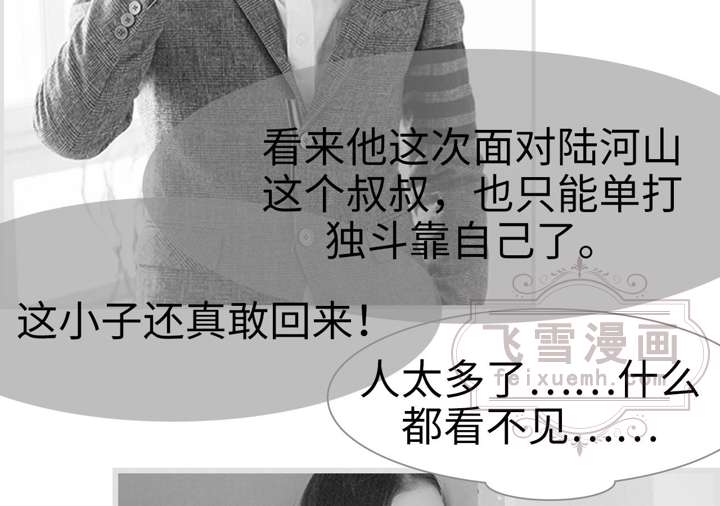 看来他这次面对陆河山
这个叔叔，也只能单打
独斗靠自己了。
这小子还真敢回来！
飞雪漫画
feixuemh.com
人太多了……什么
都看不见……